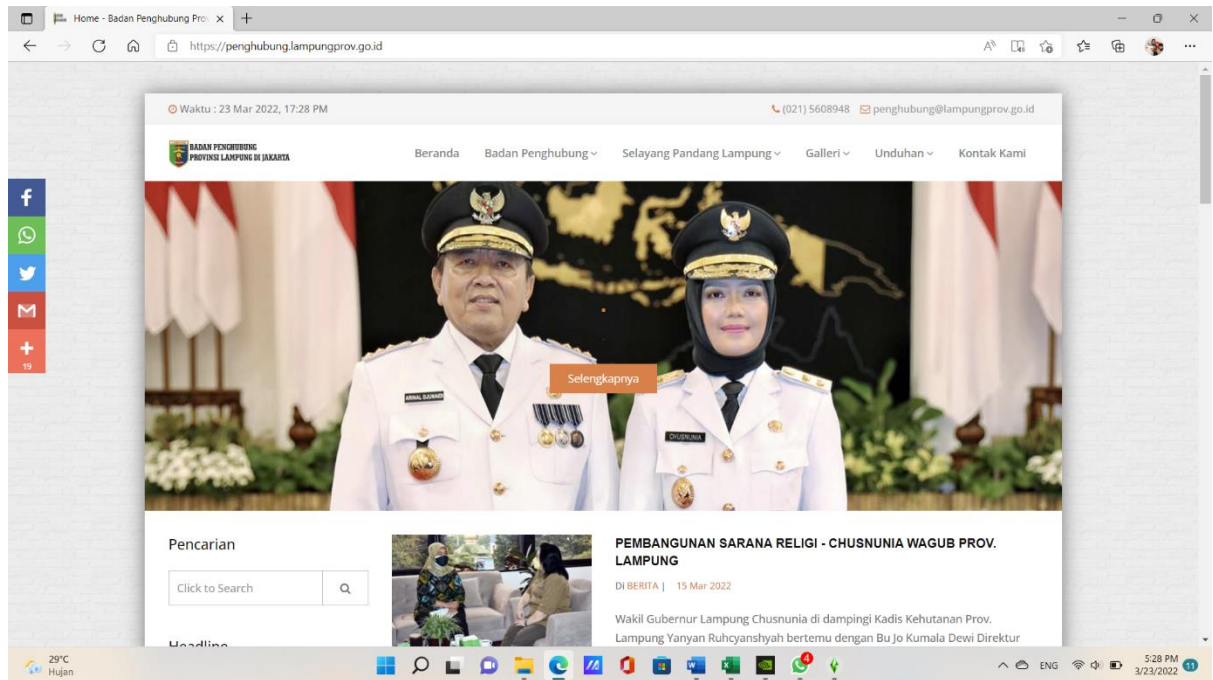 Home - Badan Penghubung Prov
https://penghubung.lampungprov.go.id
Waktu : 23 Mar 2022, 17:28 PM
(021) 5608948 penghubung@lampungprov.go.id
BADAN PENGHUBUNG
PROVINSI LAMPUNG DI JAKARTA
Beranda Badan Penghubung Selayang Pandang Lampung Galleri Unduhan Kontak Kami
19
Selengkapnya
ARINAL DJUNAIDI
CHUSNUNIA
Pencarian
Click to Search
Headline
PEMBANGUNAN SARANA RELIGI - CHUSNUNIA WAGUB PROV.
LAMPUNG
Di BERITA | 15 Mar 2022
Wakil Gubernur Lampung Chusnunia di dampingi Kadis Kehutanan Prov.
Lampung Yanyan Ruhcyanshyah bertemu dengan Bu Jo Kumala Dewi Direktur
29°C
Hujan
4
ENG
5:28 PM
3/23/2022
11